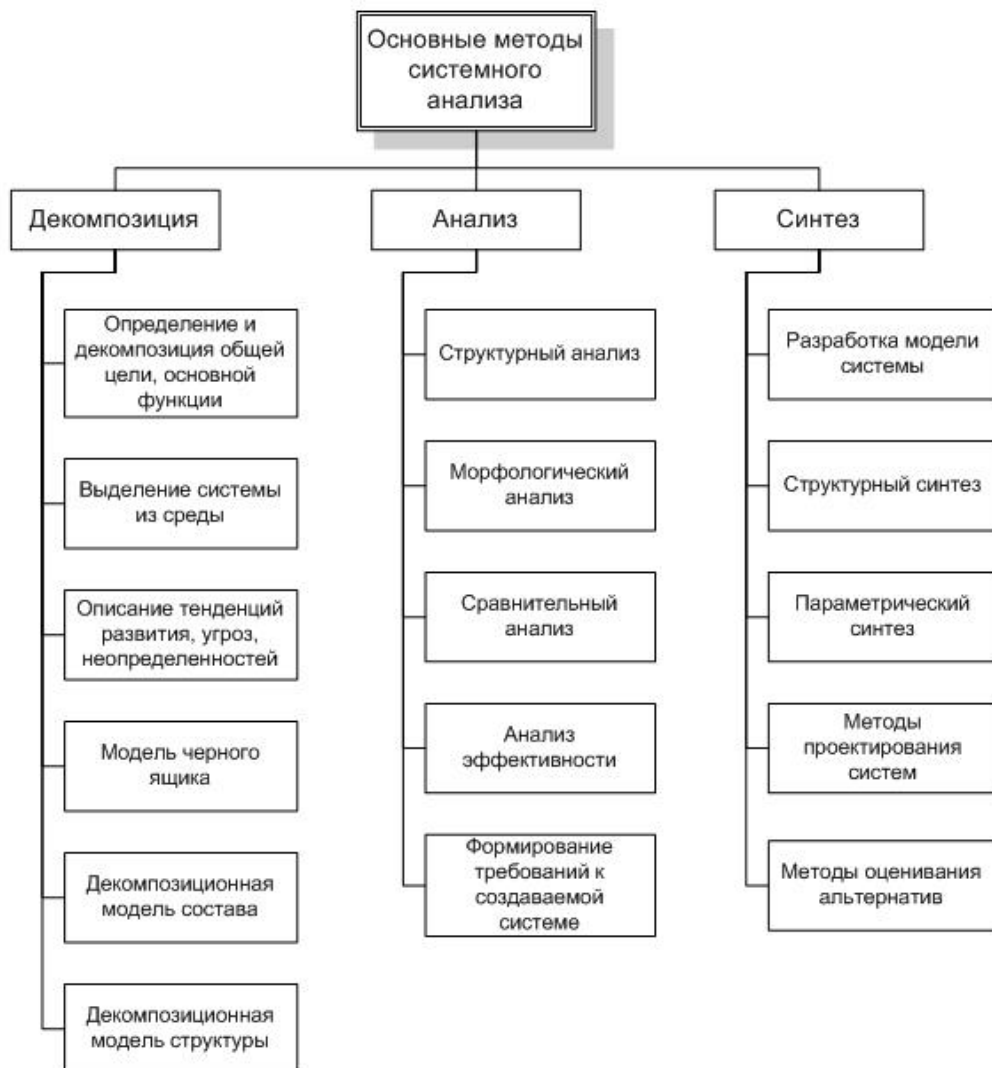 Основные методы
системного
анализа
Декомпозиция
Анализ
Синтез
Определение и
декомпозиция общей
цели, основной
функции
Выделение системы
из среды
Описание тенденций
развития, угроз,
неопределенностей
Модель черного
ящика
Декомпозиционная
модель состава
Декомпозиционная
модель структуры
Структурный анализ
Морфологический
анализ
Сравнительный
анализ
Анализ
эффективности
Формирование
требований к
создаваемой
системе
Разработка модели
системы
Структурный синтез
Параметрический
синтез
Методы
проектирования
систем
Методы оценивания
альтернатив